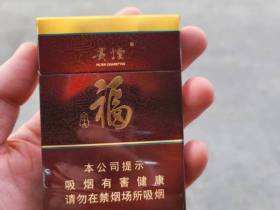 福
本公司提示
吸烟有害健康
请勿在禁烟场所吸烟